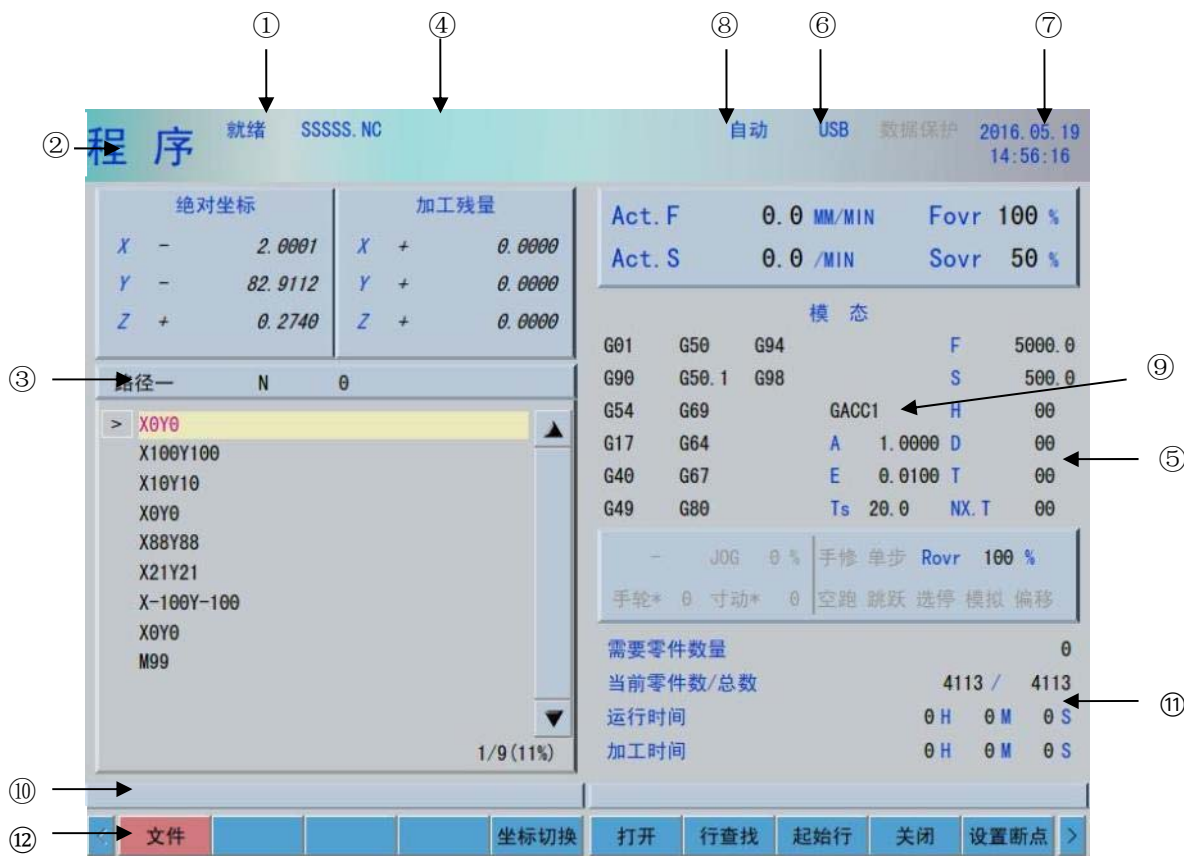 ① ④ ⑧ ⑥ ⑦
② 程 序 就绪 SSSSS.NC 自动 USB 数据保护 2016.05.19
14:56:16
绝对坐标 加工残量
X - 2.0001 X + 0.0000
Y - 82.9112 Y + 0.0000
Z + 0.2740 Z + 0.0000
Act.F 0.0 MM/MIN Fovr 100 %
Act.S 0.0 /MIN Sovr 50 %
模 态
G01 G50 G94 F 5000.0
G90 G50.1 G98 S 500.0
G54 G69 GACC1 H 00
G17 G64 A 1.0000 D 00
G40 G67 E 0.0100 T 00
G49 G80 Ts 20.0 NX.T 00
⑨
⑤
③ 路径一 N 0
> X0Y0
X100Y100
X10Y10
X0Y0
X88Y88
X21Y21
X-100Y-100
X0Y0
M99
1/9(11%)
- JOG 0 % 手修 单步 Rovr 100 %
手轮* 0 寸动* 0 空跑 跳跃 选停 模拟 偏移
需要零件数量 0
当前零件数/总数 4113 / 4113
运行时间 0 H 0 M 0 S
加工时间 0 H 0 M 0 S
⑪
⑩
⑫ < 文件 坐标切换 打开 行查找 起始行 关闭 设置断点 >